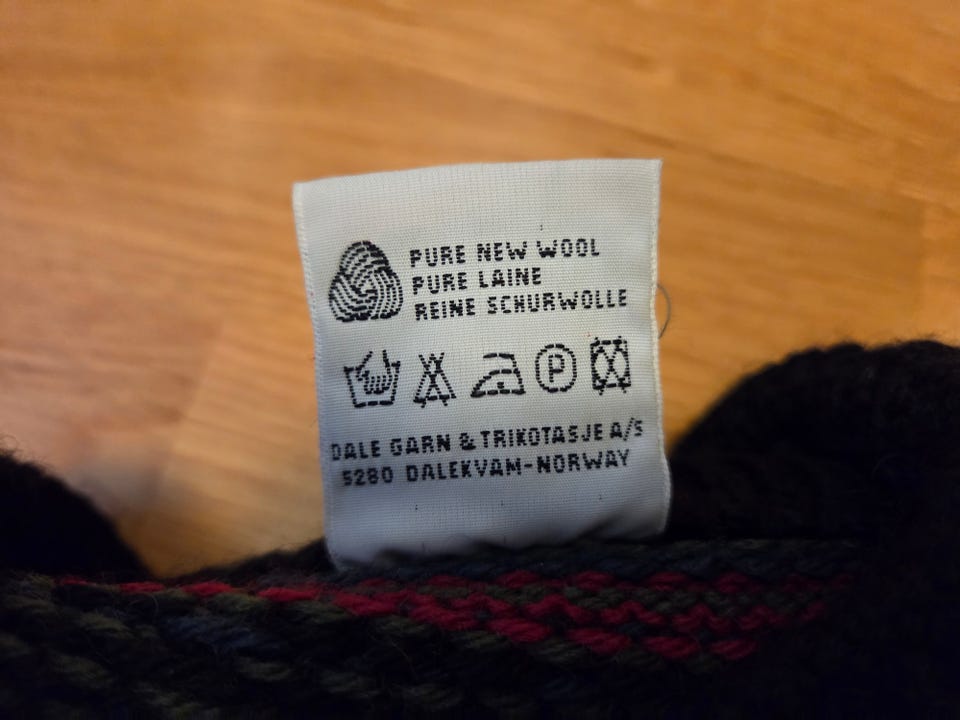 PURE NEW WOOL
PURE LAINE
REINE SCHURWOLLE
P
DALE GARN & TRIKOTASJE A/S
5280 DALEKVAM-NORWAY